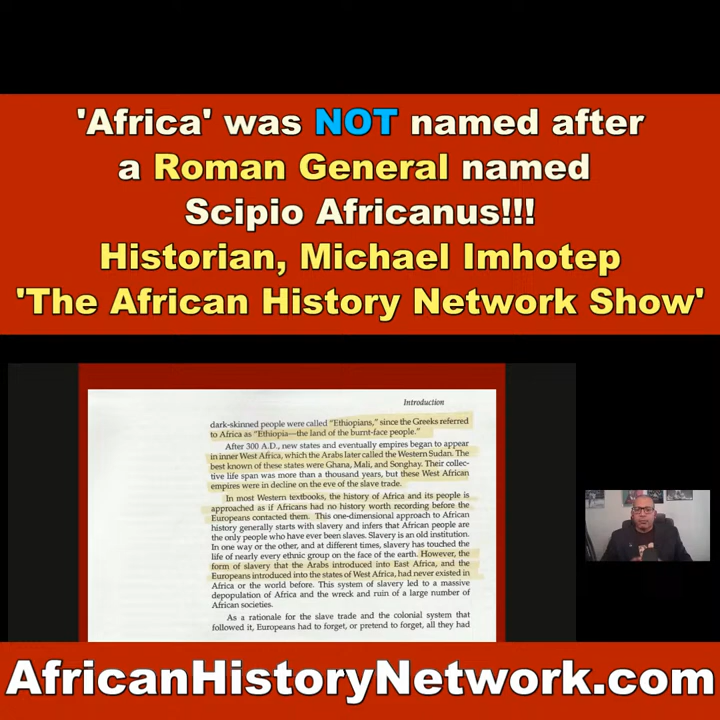 'Africa' was NOT named after
a Roman General named
Scipio Africanus!!!
Historian, Michael Imhotep
'The African History Network Show'
Introduction
dark-skinned people were called "Ethiopians," since the Greeks referred
to Africa as "Ethiopia—the land of the burnt-face people."
After 300 A.D., new states and eventually empires began to appear
in inner West Africa, which the Arabs later called the Western Sudan. The
best known of these states were Ghana, Mali, and Songhay. Their collec-
tive life span was more than a thousand years, but these West African
empires were in decline on the eve of the slave trade.
In most Western textbooks, the history of Africa and its people is
approached as if Africans had no history worth recording before the
Europeans contacted them. This one-dimensional approach to African
history generally starts with slavery and infers that African people are
the only people who have ever been slaves. Slavery is an old institution.
In one way or the other, and at different times, slavery has touched the
life of nearly every ethnic group on the face of the earth. However, the
form of slavery that the Arabs introduced into East Africa, and the
Europeans introduced into the states of West Africa, had never existed in
Africa or the world before. This system of slavery led to a massive
depopulation of Africa and the wreck and ruin of a large number of
African societies.
As a rationale for the slave trade and the colonial system that
followed it, Europeans had to forget, or pretend to forget, all they had
AfricanHistoryNetwork.com